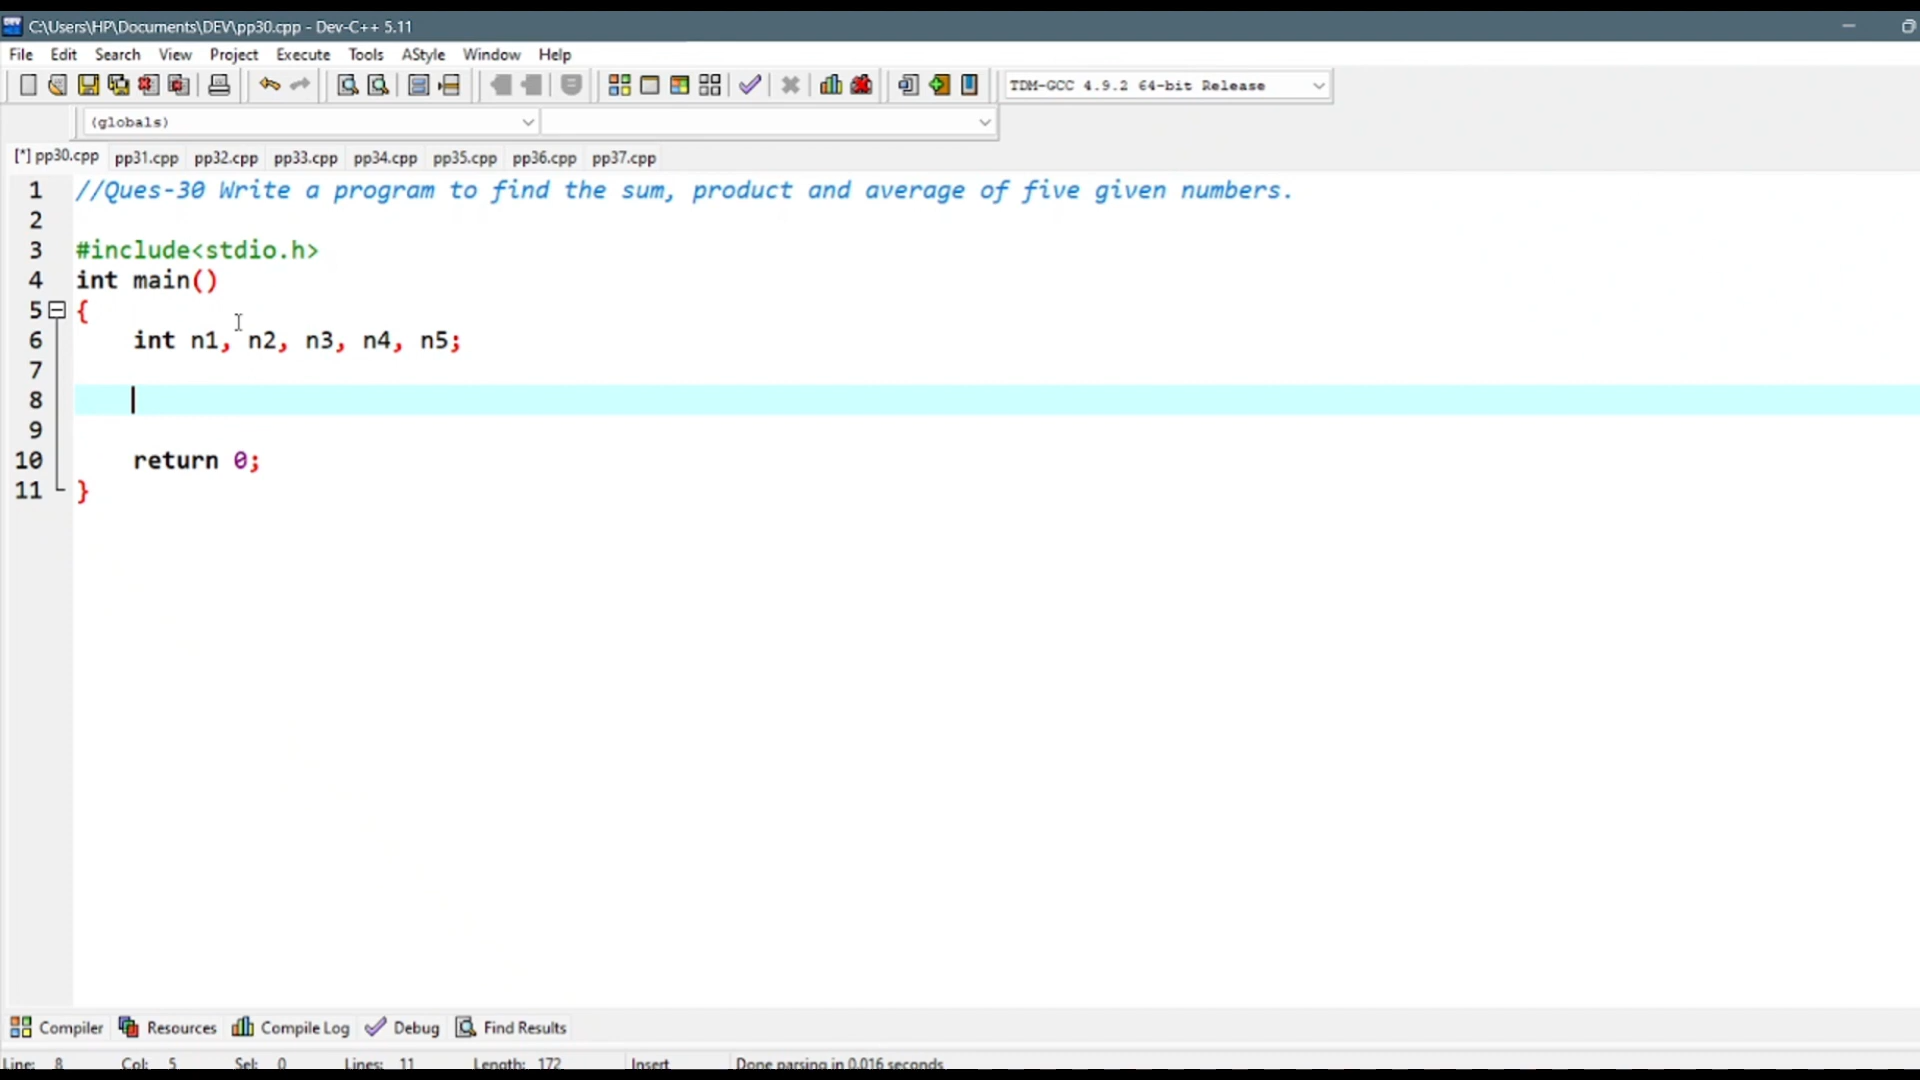 C:\Users\HP\Documents\DEV\pp30.cpp - Dev-C++ 5.11
File Edit Search View Project Execute Tools AStyle Window Help
TDM-GCC 4.9.2 64-bit Release
(globals)
[*] pp30.cpp pp31.cpp pp32.cpp pp33.cpp pp34.cpp pp35.cpp pp36.cpp pp37.cpp
1 //Ques-30 Write a program to find the sum, product and average of five given numbers.
2
3 #include<stdio.h>
4 int main()
5 {
6 int n1, n2, n3, n4, n5;
7
8
9
10 return 0;
11 }
Compiler Resources Compile Log Debug Find Results
Line: 8 Col: 5 Sel: 0 Lines: 11 Length: 172 Insert Done parsing in 0.016 seconds